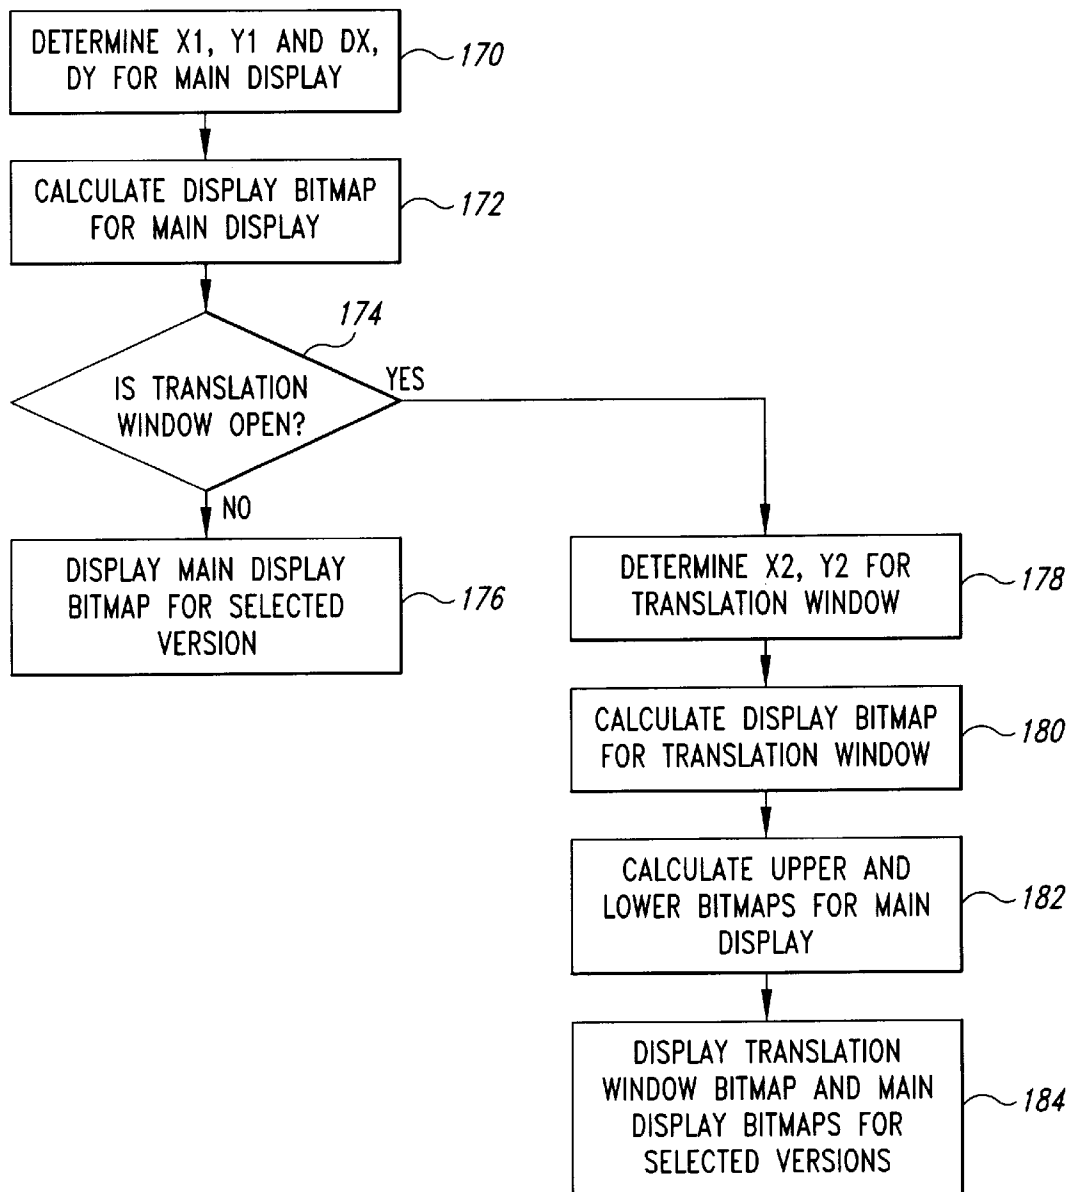 DETERMINE X1, Y1 AND DX,
DY FOR MAIN DISPLAY
170
CALCULATE DISPLAY BITMAP
FOR MAIN DISPLAY
172
174
IS TRANSLATION
WINDOW OPEN?
YES
NO
DISPLAY MAIN DISPLAY
BITMAP FOR SELECTED
VERSION
176
DETERMINE X2, Y2 FOR
TRANSLATION WINDOW
178
CALCULATE DISPLAY BITMAP
FOR TRANSLATION WINDOW
180
CALCULATE UPPER AND
LOWER BITMAPS FOR MAIN
DISPLAY
182
DISPLAY TRANSLATION
WINDOW BITMAP AND MAIN
DISPLAY BITMAPS FOR
SELECTED VERSIONS
184